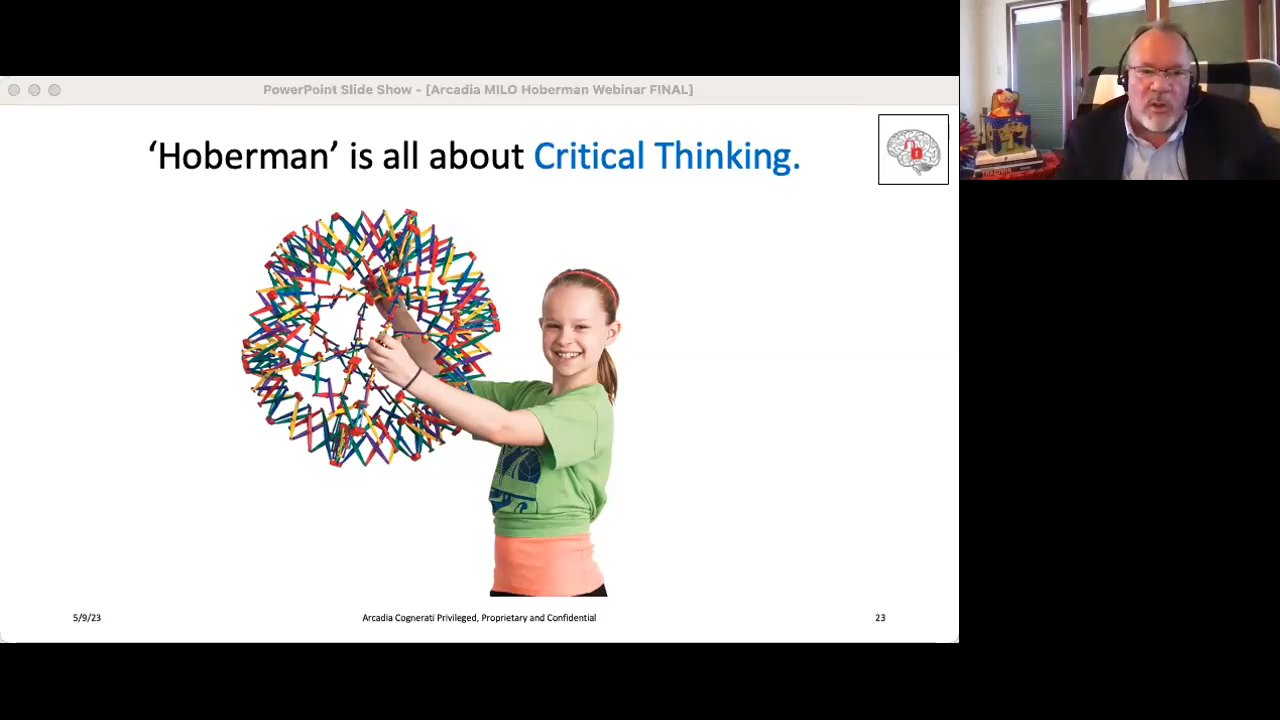 PowerPoint Slide Show - [Arcadia MILO Hoberman Webinar FINAL]
‘Hoberman’ is all about Critical Thinking.
5/9/23
Arcadia Cognerati Privileged, Proprietary and Confidential
23